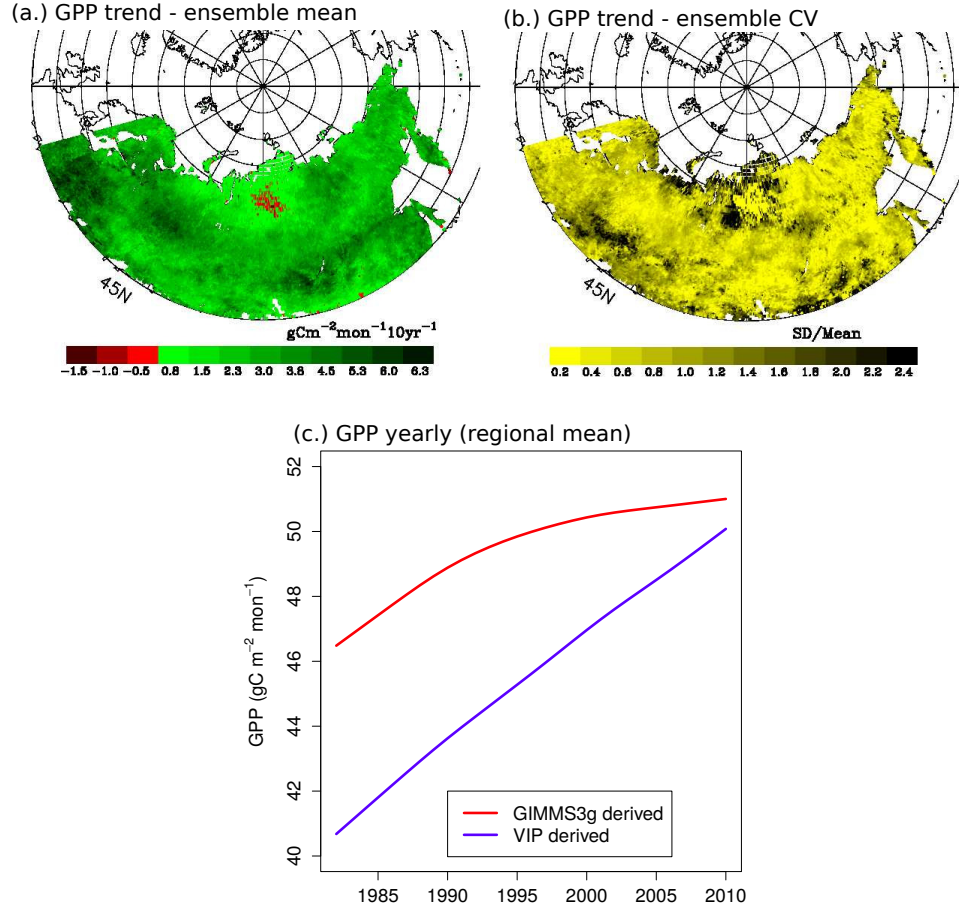 (a.) GPP trend - ensemble mean
(b.) GPP trend - ensemble CV
45N
45N
gCm⁻²mon⁻¹10yr⁻¹
−1.5 −1.0 −0.5 0.8 1.5 2.3 3.0 3.8 4.5 5.3 6.0 6.3
SD/Mean
0.2 0.4 0.6 0.8 1.0 1.2 1.4 1.6 1.8 2.0 2.2 2.4
(c.) GPP yearly (regional mean)
GPP (gC m⁻² mon⁻¹)
52
50
48
46
44
42
40
GIMMS3g derived
VIP derived
1985 1990 1995 2000 2005 2010